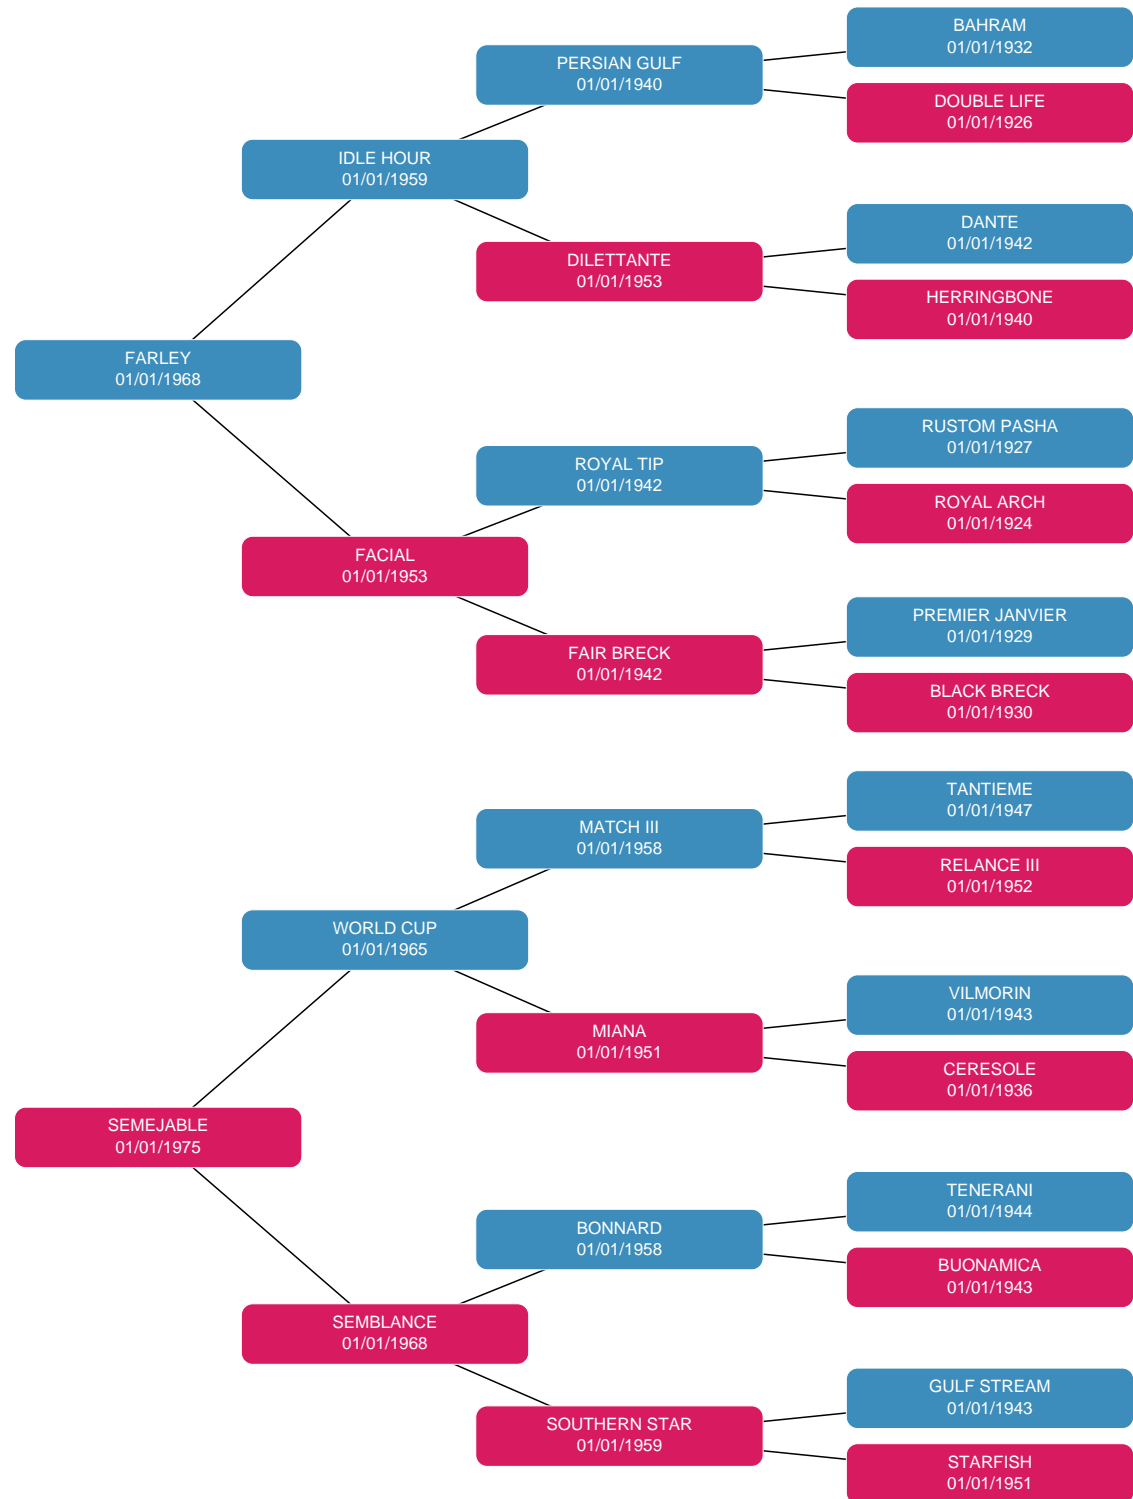 BAHRAM
01/01/1932
PERSIAN GULF
01/01/1940
DOUBLE LIFE
01/01/1926
IDLE HOUR
01/01/1959
DANTE
01/01/1942
DILETTANTE
01/01/1953
HERRINGBONE
01/01/1940
FARLEY
01/01/1968
RUSTOM PASHA
01/01/1927
ROYAL TIP
01/01/1942
ROYAL ARCH
01/01/1924
FACIAL
01/01/1953
PREMIER JANVIER
01/01/1929
FAIR BRECK
01/01/1942
BLACK BRECK
01/01/1930
TANTIEME
01/01/1947
MATCH III
01/01/1958
RELANCE III
01/01/1952
WORLD CUP
01/01/1965
VILMORIN
01/01/1943
MIANA
01/01/1951
CERESOLE
01/01/1936
SEMEJABLE
01/01/1975
TENERANI
01/01/1944
BONNARD
01/01/1958
BUONAMICA
01/01/1943
SEMBLANCE
01/01/1968
GULF STREAM
01/01/1943
SOUTHERN STAR
01/01/1959
STARFISH
01/01/1951